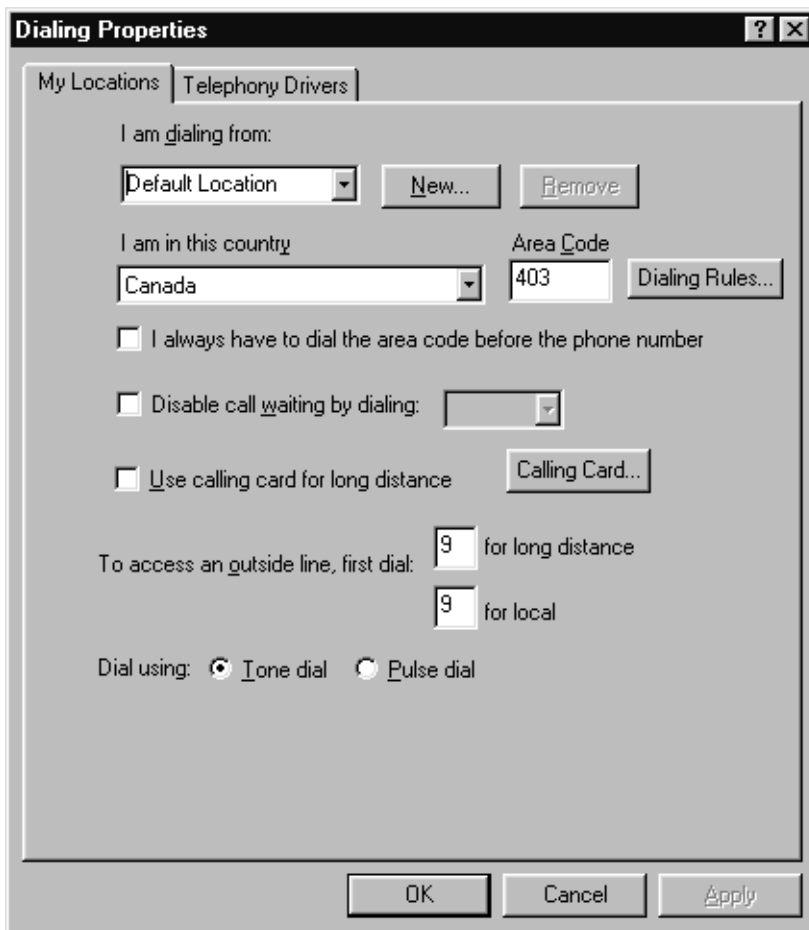 Dialing Properties
My Locations
Telephony Drivers
I am dialing from:
Default Location
New...
Remove
I am in this country
Area Code
Canada
403
Dialing Rules...
I always have to dial the area code before the phone number
Disable call waiting by dialing:
Use calling card for long distance
Calling Card...
To access an outside line, first dial:
9 for long distance
9 for local
Dial using:
Tone dial
Pulse dial
OK
Cancel
Apply